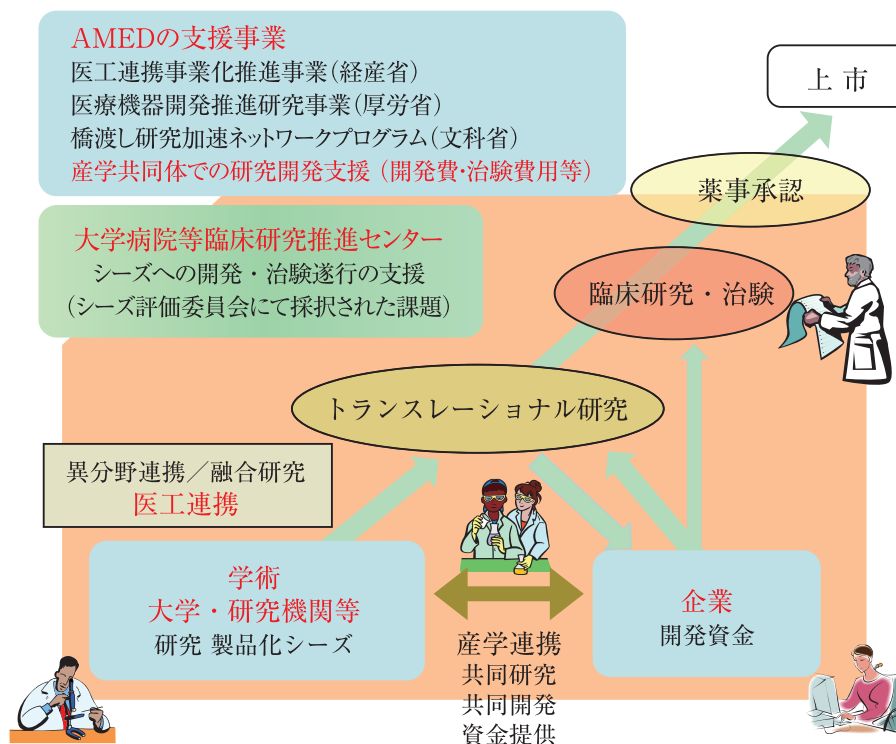 AMEDの支援事業
医工連携事業化推進事業(経産省)
医療機器開発推進研究事業(厚労省)
橋渡し研究加速ネットワークプログラム(文科省)
産学共同体での研究開発支援(開発費・治験費用等)
上市
薬事承認
大学病院等臨床研究推進センター
シーズへの開発・治験遂行の支援
(シーズ評価委員会にて採択された課題)
臨床研究・治験
トランスレーショナル研究
異分野連携/融合研究
医工連携
学術
大学・研究機関等
研究 製品化シーズ
企業
開発資金
産学連携
共同研究
共同開発
資金提供